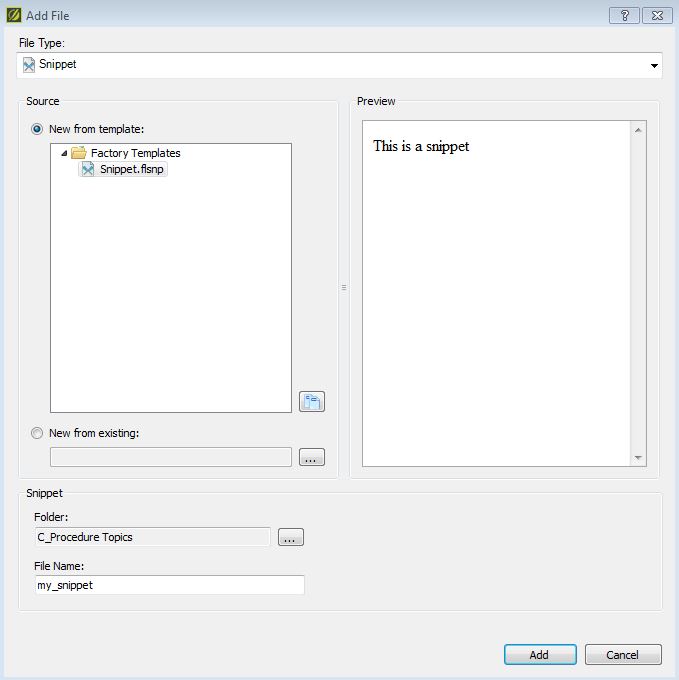 Add File
File Type:
Snippet
Source
New from template:
Factory Templates
Snippet.flsnp
New from existing:
...
Preview
This is a snippet
Snippet
Folder:
C_Procedure Topics
...
File Name:
my_snippet
Add
Cancel